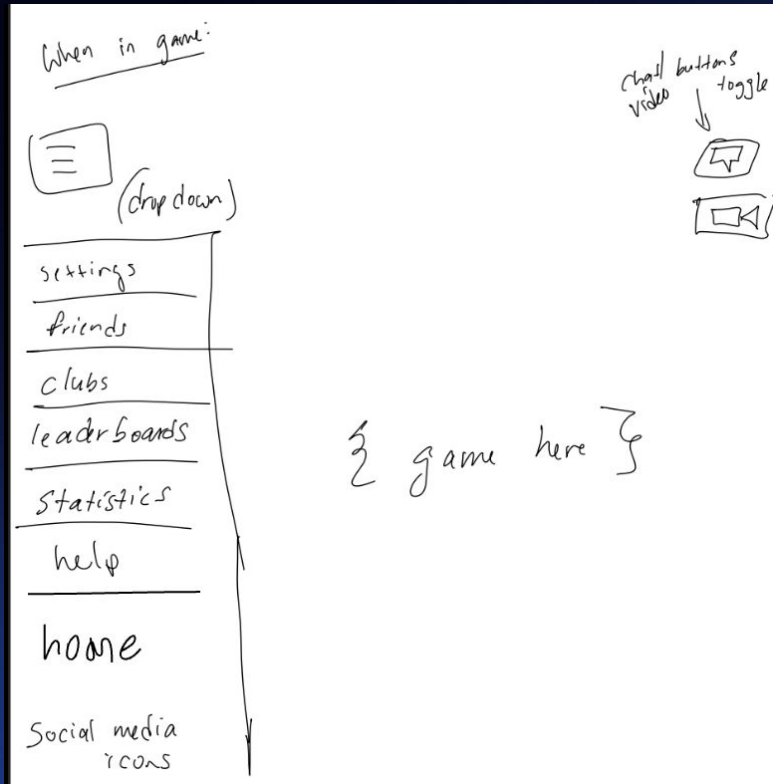 When in game:
chat/ buttons
video toggle
(drop down)
settings
friends
clubs
leaderboards
statistics
help
home
Social media
icons
{ game here }